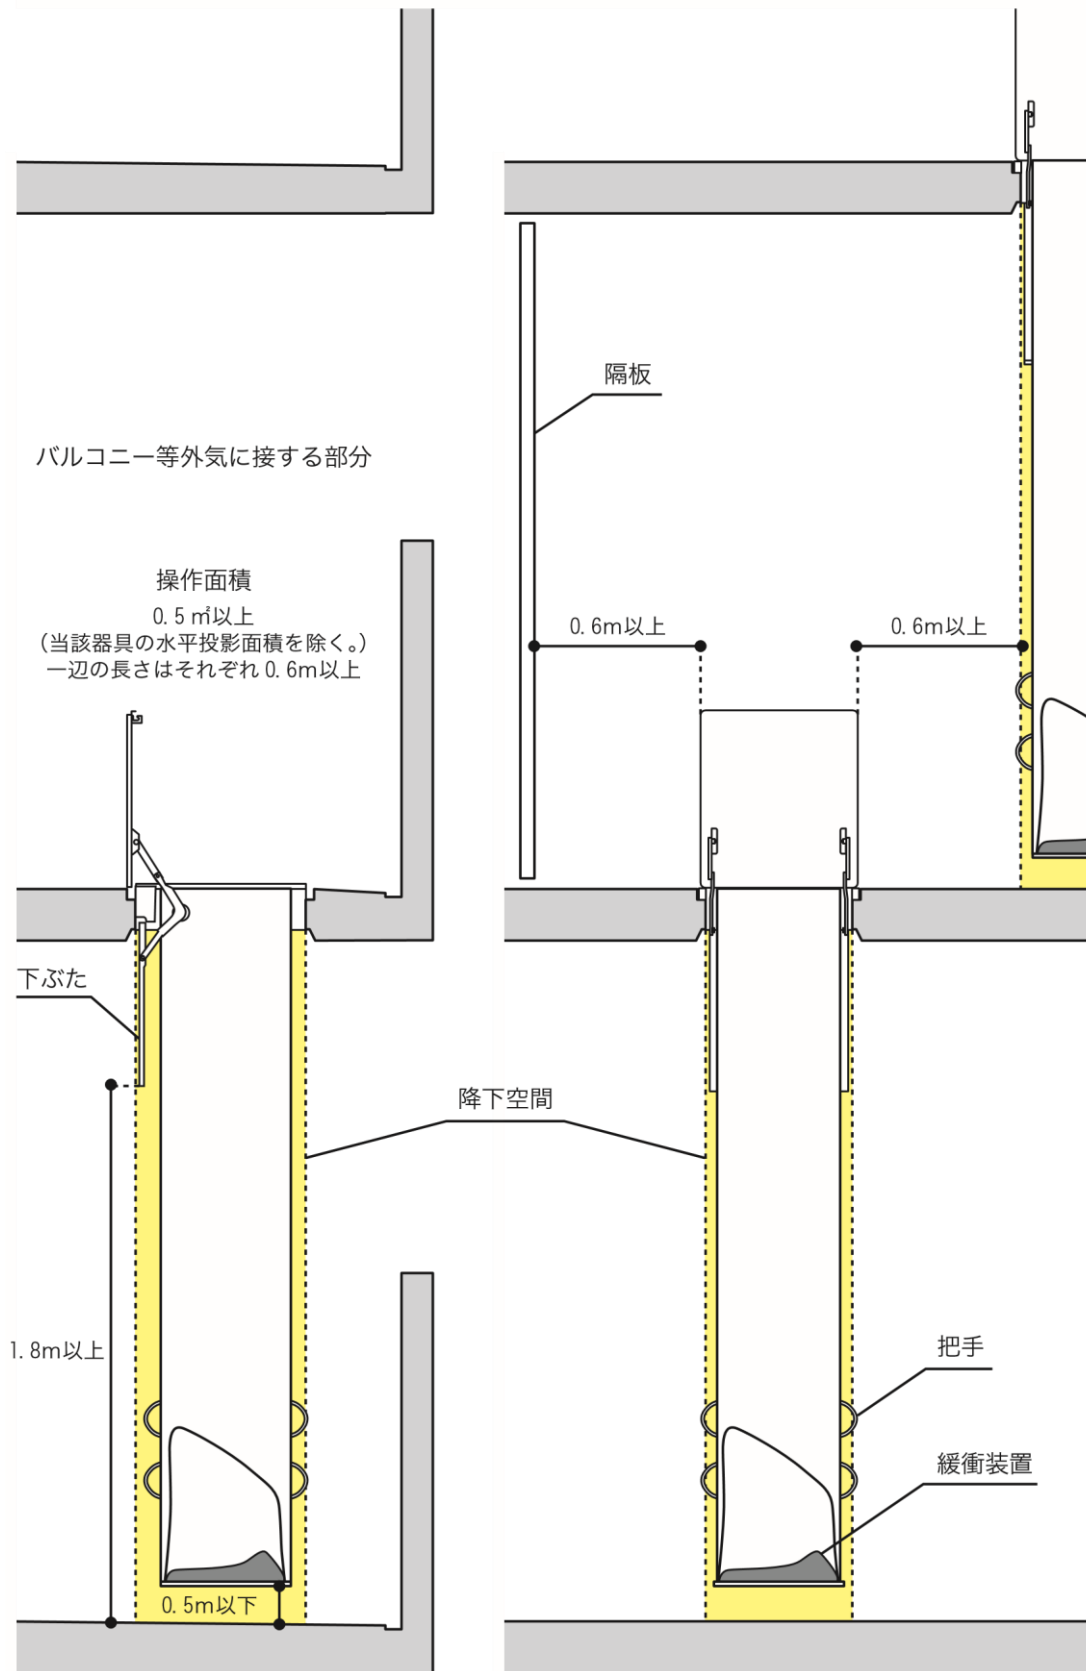 隔板
バルコニー等外気に接する部分
操作面積
0.5㎡以上
(当該器具の水平投影面積を除く。)
一辺の長さはそれぞれ0.6m以上
0.6m以上
0.6m以上
下ぶた
降下空間
1.8m以上
把手
緩衝装置
0.5m以下